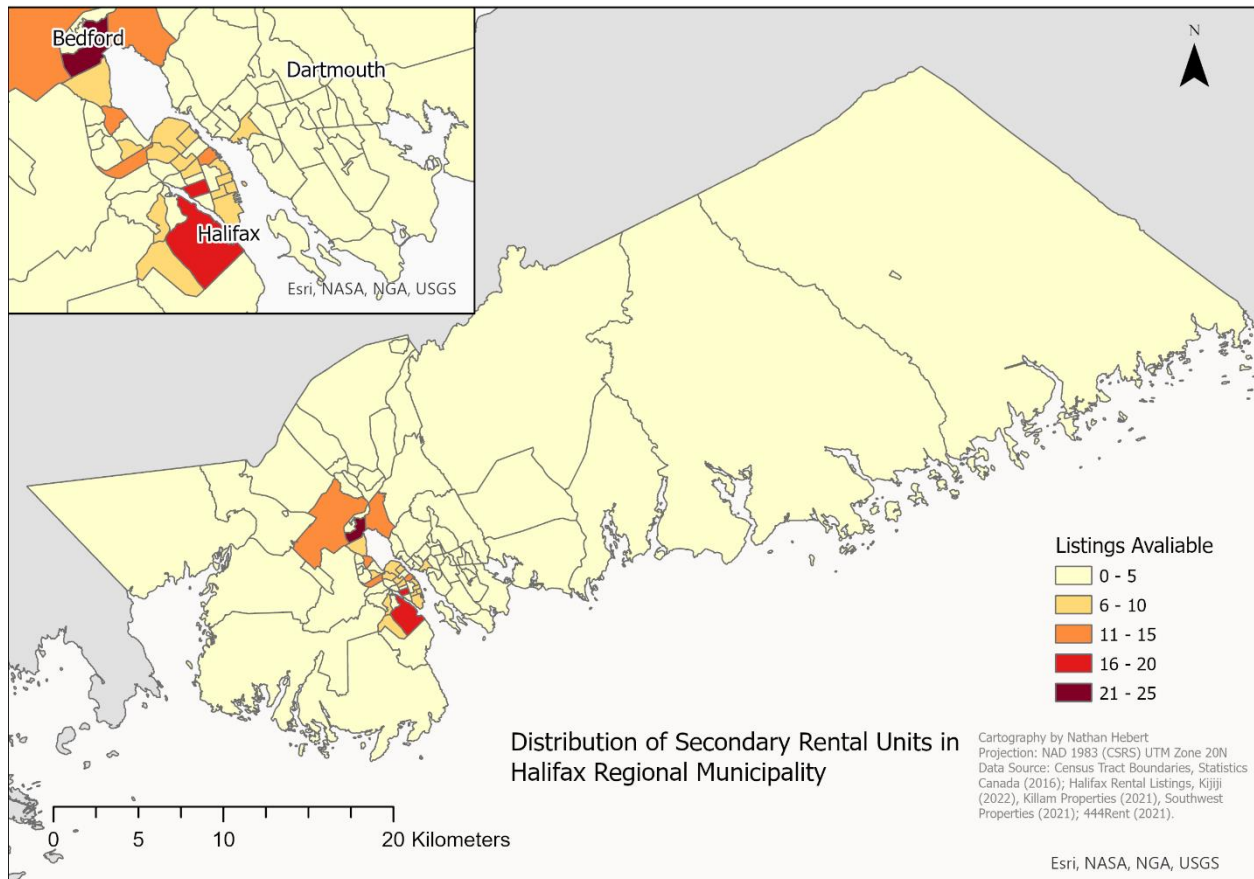 Bedford
Dartmouth
Halifax
Esri, NASA, NGA, USGS
N
Listings Avaliable
0 - 5
6 - 10
11 - 15
16 - 20
21 - 25
Distribution of Secondary Rental Units in
Halifax Regional Municipality
Cartography by Nathan Hebert
Projection: NAD 1983 (CSRS) UTM Zone 20N
Data Source: Census Tract Boundaries, Statistics
Canada (2016); Halifax Rental Listings, Kijiji
(2022), Killam Properties (2021), Southwest
Properties (2021); 444Rent (2021).
0 5 10 20 Kilometers
Esri, NASA, NGA, USGS